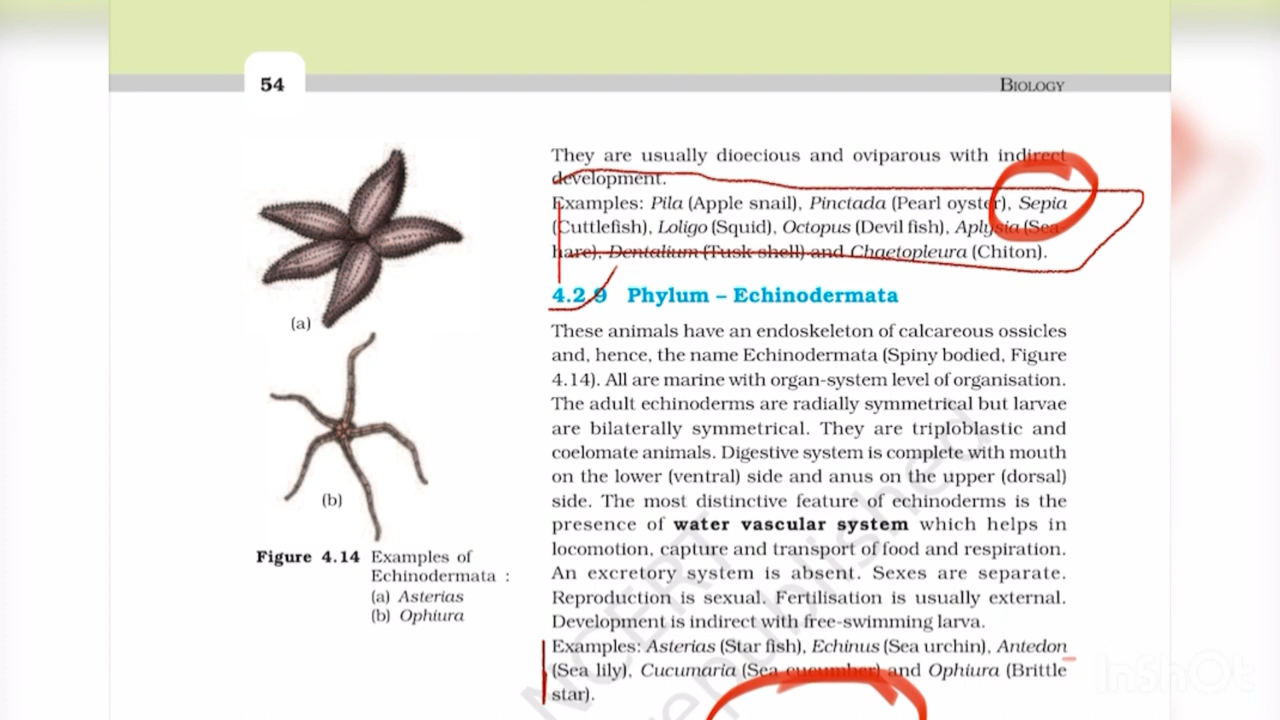 54
BIOLOGY
They are usually dioecious and oviparous with indirect
development.
Examples: Pila (Apple snail), Pinctada (Pearl oyster), Sepia
(Cuttlefish), Loligo (Squid), Octopus (Devil fish), Aplysia (Sea
hare), Dentalium (Tusk shell) and Chaetopleura (Chiton).
4.2.9 Phylum – Echinodermata
These animals have an endoskeleton of calcareous ossicles
and, hence, the name Echinodermata (Spiny bodied, Figure
4.14). All are marine with organ-system level of organisation.
The adult echinoderms are radially symmetrical but larvae
are bilaterally symmetrical. They are triploblastic and
coelomate animals. Digestive system is complete with mouth
on the lower (ventral) side and anus on the upper (dorsal)
side. The most distinctive feature of echinoderms is the
presence of water vascular system which helps in
locomotion, capture and transport of food and respiration.
An excretory system is absent. Sexes are separate.
Reproduction is sexual. Fertilisation is usually external.
Development is indirect with free-swimming larva.
Examples: Asterias (Star fish), Echinus (Sea urchin), Antedon
(Sea lily), Cucumaria (Sea cucumber) and Ophiura (Brittle
star).
(a)
(b)
Figure 4.14 Examples of
Echinodermata :
(a) Asterias
(b) Ophiura
NCERT
republished
InShOt